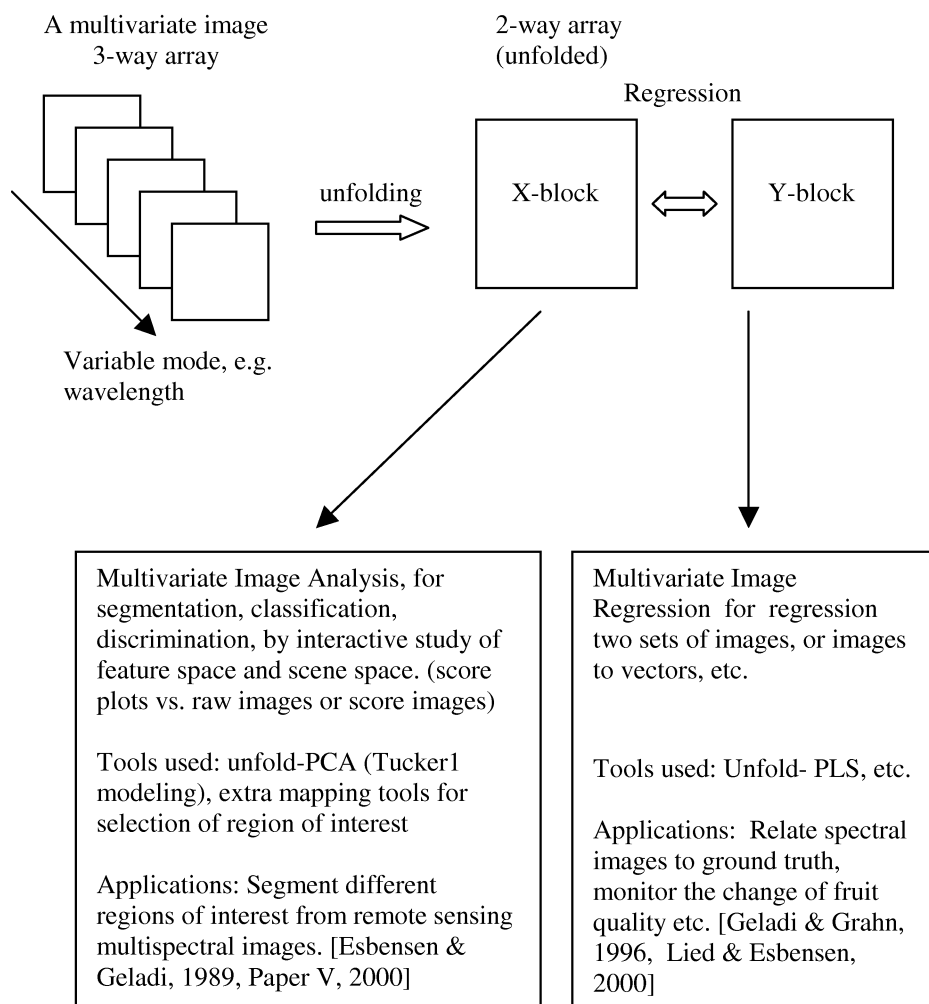 A multivariate image
3-way array
2-way array
(unfolded)
Regression
unfolding
X-block
Y-block
Variable mode, e.g.
wavelength
Multivariate Image Analysis, for
segmentation, classification,
discrimination, by interactive study of
feature space and scene space. (score
plots vs. raw images or score images)
Tools used: unfold-PCA (Tucker1
modeling), extra mapping tools for
selection of region of interest
Applications: Segment different
regions of interest from remote sensing
multispectral images. [Esbensen &
Geladi, 1989, Paper V, 2000]
Multivariate Image
Regression for regression
two sets of images, or images
to vectors, etc.
Tools used: Unfold- PLS, etc.
Applications: Relate spectral
images to ground truth,
monitor the change of fruit
quality etc. [Geladi & Grahn,
1996, Lied & Esbensen,
2000]